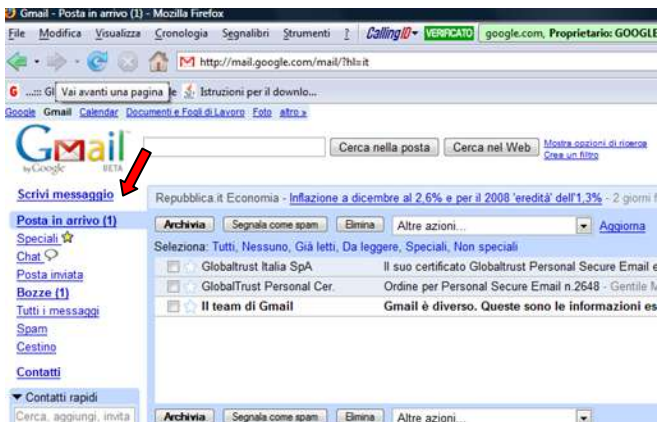 Gmail - Posta in arrivo (1) - Mozilla Firefox
File Modifica Visualizza Cronologia Segnalibri Strumenti ? CallingID VERIFICATO google.com, Proprietario: GOOGLE
http://mail.google.com/mail/?hl=it
G ...::: Gl Vai avanti una pagina le Istruzioni per il downlo...
Google Gmail Calendar Documenti e Fogli di Lavoro Foto altro »
Gmail by Google BETA
Cerca nella posta Cerca nel Web Mostra opzioni di ricerca
Crea un filtro
Scrivi messaggio
Repubblica.it Economia - Inflazione a dicembre al 2,6% e per il 2008 'eredità' dell'1,3% - 2 giorni f
Posta in arrivo (1)
Archivia Segnala come spam Elimina Altre azioni... Aggiorna
Speciali
Seleziona: Tutti, Nessuno, Già letti, Da leggere, Speciali, Non speciali
Chat
Globaltrust Italia SpA Il suo certificato Globaltrust Personal Secure Email e
Posta inviata
GlobalTrust Personal Cer. Ordine per Personal Secure Email n.2648 - Gentile M
Bozze (1)
Il team di Gmail Gmail è diverso. Queste sono le informazioni es
Tutti i messaggi
Spam
Cestino
Contatti
Contatti rapidi
Cerca, aggiungi, invita
Archivia Segnala come spam Elimina Altre azioni...